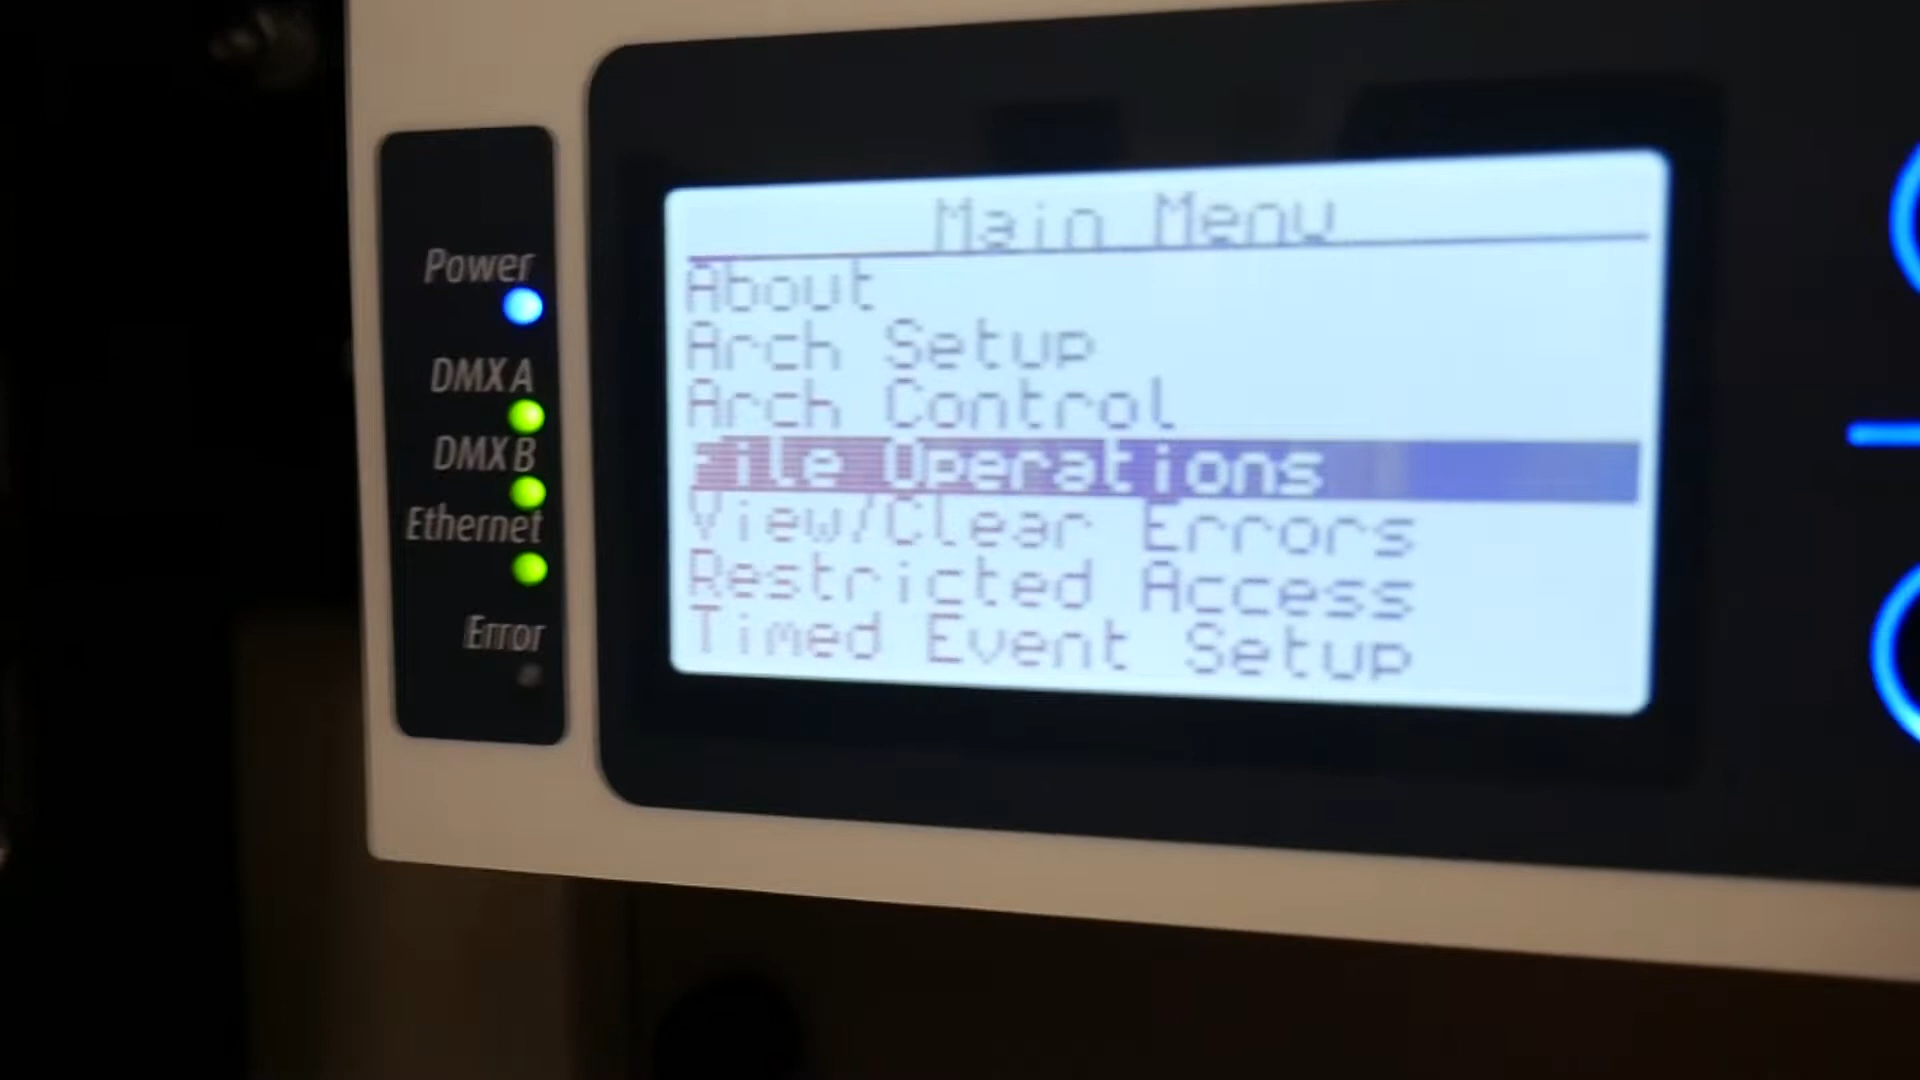 Power
DMX A
DMX B
Ethernet
Error
Main Menu
About
Arch Setup
Arch Control
File Operations
View/Clear Errors
Restricted Access
Timed Event Setup